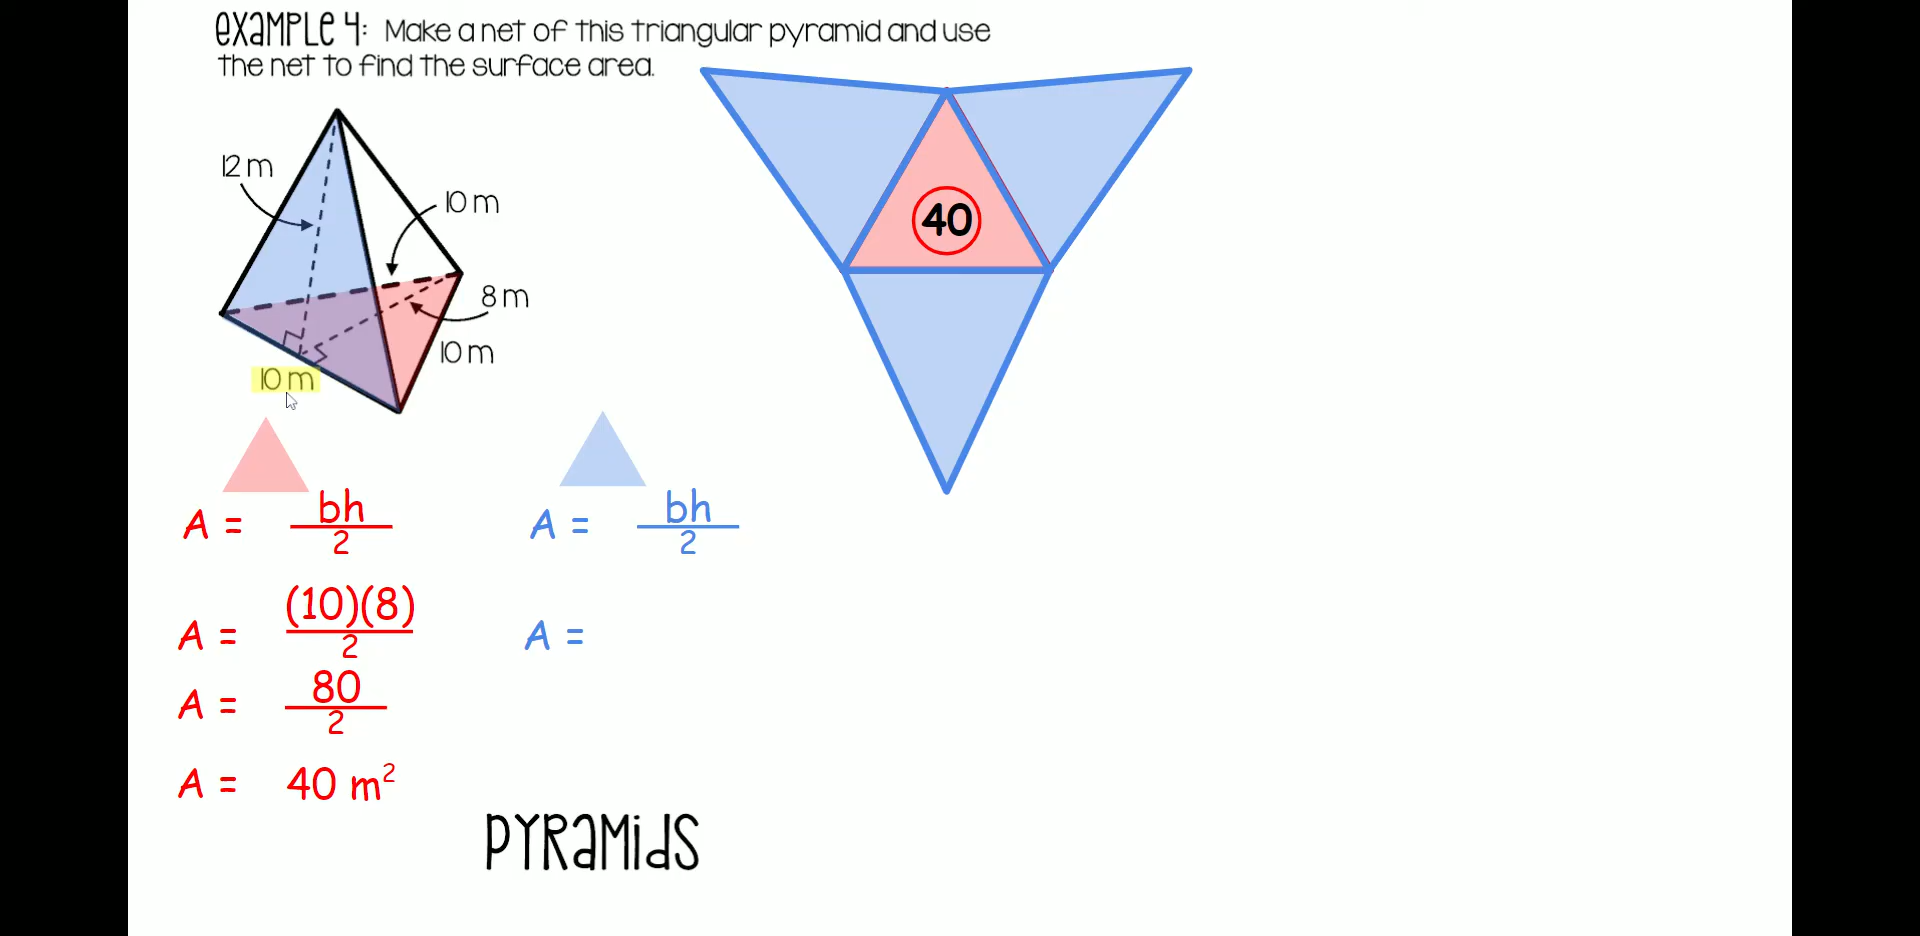 example 4: Make a net of this triangular pyramid and use
the net to find the surface area.
12 m
10 m
8 m
10 m
10 m
40
A = bh/2
A = (10)(8)/2
A = 80/2
A = 40 m²
A = bh/2
A =
PYRAMIDS